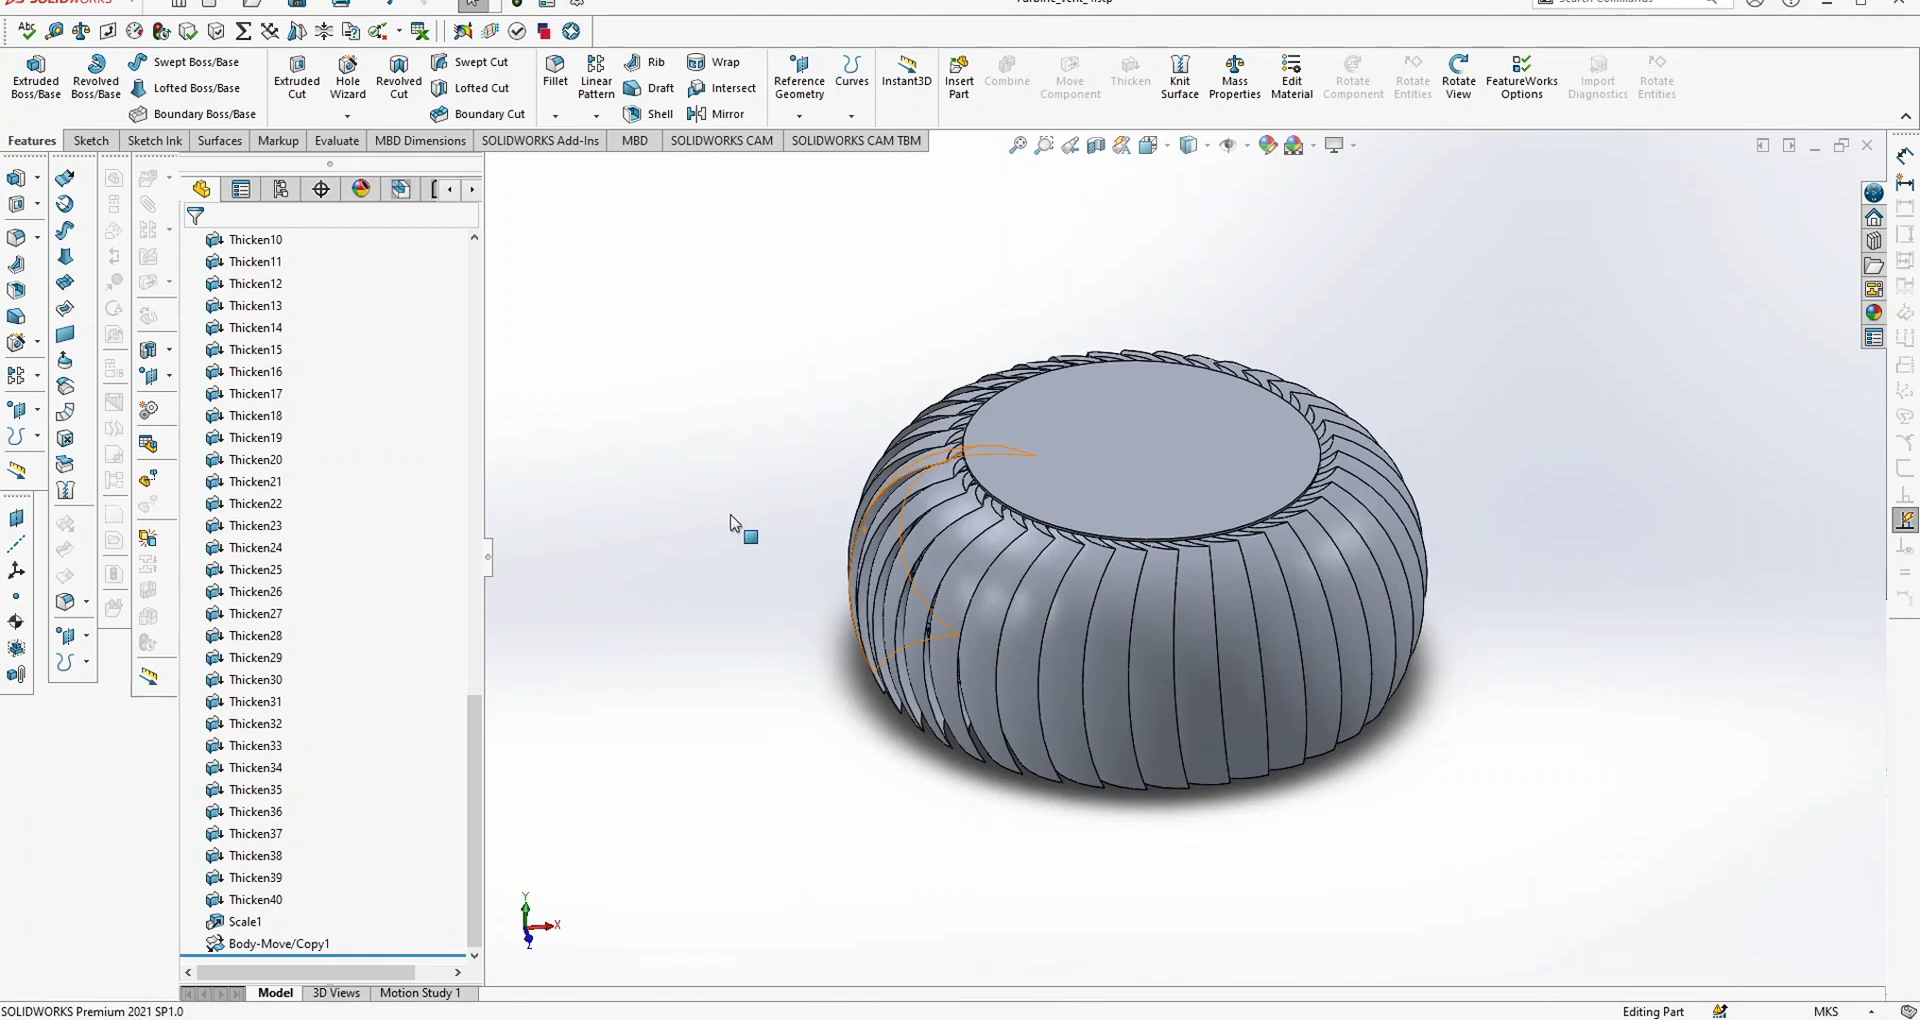 SOLIDWORKS
Search Commands
Extruded Boss/Base
Revolved Boss/Base
Swept Boss/Base
Lofted Boss/Base
Boundary Boss/Base
Extruded Cut
Hole Wizard
Revolved Cut
Swept Cut
Lofted Cut
Boundary Cut
Fillet
Linear Pattern
Rib
Draft
Shell
Wrap
Intersect
Mirror
Reference Geometry
Curves
Instant3D
Insert Part
Combine
Move Component
Thicken
Knit Surface
Mass Properties
Edit Material
Rotate Component
Rotate Entities
Rotate View
FeatureWorks Options
Import Diagnostics
Rotate Entities
Features
Sketch
Sketch Ink
Surfaces
Markup
Evaluate
MBD Dimensions
SOLIDWORKS Add-Ins
MBD
SOLIDWORKS CAM
SOLIDWORKS CAM TBM
Thicken10
Thicken11
Thicken12
Thicken13
Thicken14
Thicken15
Thicken16
Thicken17
Thicken18
Thicken19
Thicken20
Thicken21
Thicken22
Thicken23
Thicken24
Thicken25
Thicken26
Thicken27
Thicken28
Thicken29
Thicken30
Thicken31
Thicken32
Thicken33
Thicken34
Thicken35
Thicken36
Thicken37
Thicken38
Thicken39
Thicken40
Scale1
Body-Move/Copy1
Y
X
Z
Model
3D Views
Motion Study 1
SOLIDWORKS Premium 2021 SP1.0
Editing Part
MKS